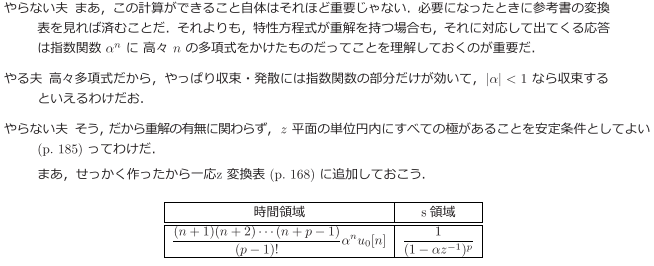 やらない夫 まあ，この計算ができること自体はそれほど重要じゃない．必要になったときに参考書の変換
表を見れば済むことだ．それよりも，特性方程式が重解を持つ場合も，それに対応して出てくる応答
は指数関数 αⁿ に 高々 n の多項式をかけたものだってことを理解しておくのが重要だ．
やる夫 高々多項式だから，やっぱり収束・発散には指数関数の部分だけが効いて，|α| < 1 なら収束する
といえるわけだお．
やらない夫 そう，だから重解の有無に関わらず，z 平面の単位円内にすべての極があることを安定条件としてよい
(p. 185) ってわけだ．
まあ，せっかく作ったから一応z 変換表 (p. 168) に追加しておこう．
時間領域 s 領域
(n+1)(n+2)⋯(n+p−1)/(p−1)! αⁿu₀[n] 1/(1−αz⁻¹)ᵖ